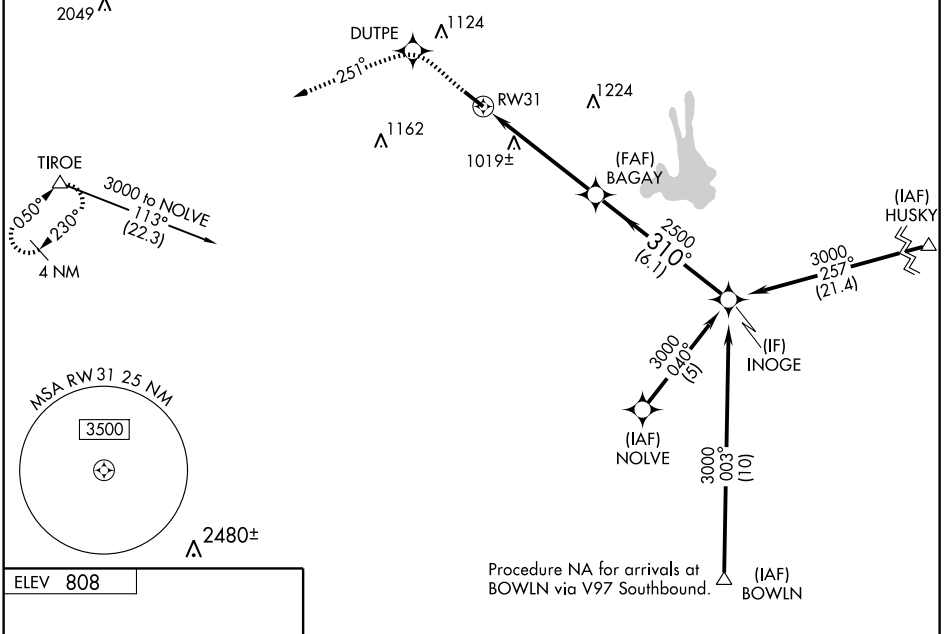 2049
DUTPE
1124
251°
RW31
1224
1162
1019±
(FAF)
BAGAY
TIROE
3000 to NOLVE
113°
(22.3)
050°
230°
4 NM
(IAF)
HUSKY
2500
310°
(6.1)
3000
257°
(21.4)
(IF)
INOGE
3000
040°
(5)
(IAF)
NOLVE
3000
003°
(10)
MSA RW31 25 NM
3500
2480±
Procedure NA for arrivals at
BOWLN via V97 Southbound.
(IAF)
BOWLN
ELEV 808